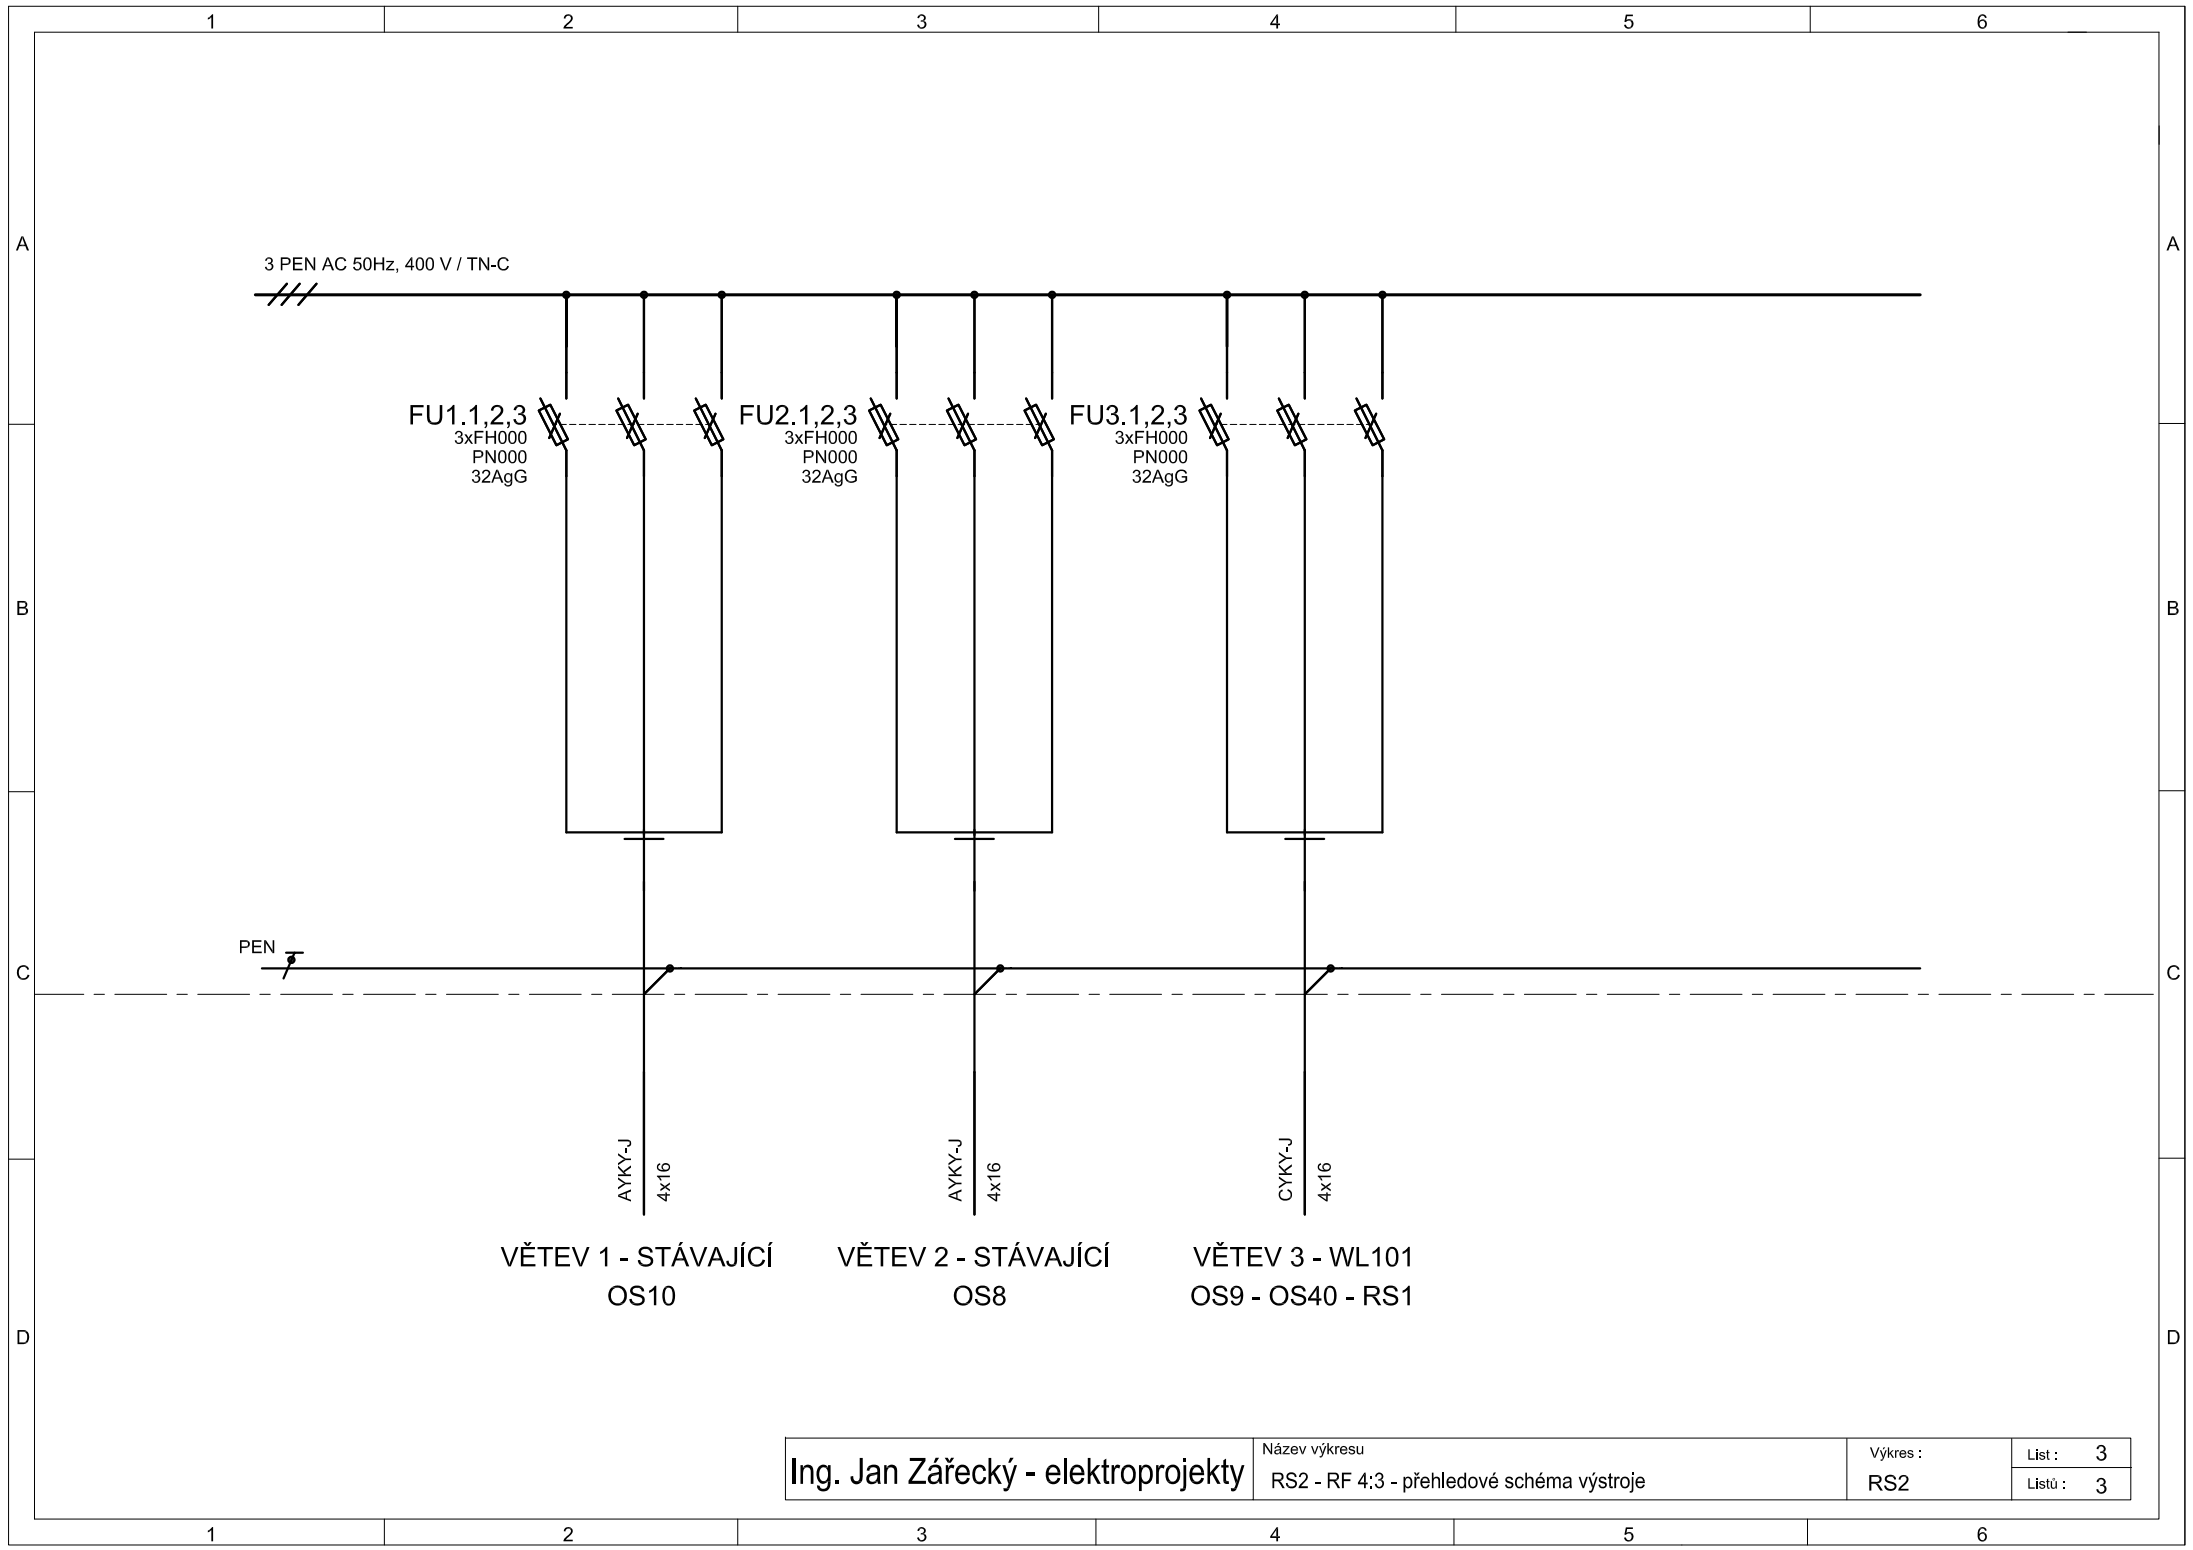 1 2 3 4 5 6
A A
3 PEN AC 50Hz, 400 V / TN-C
FU1.1,2,3
3xFH000
PN000
32AgG
FU2.1,2,3
3xFH000
PN000
32AgG
FU3.1,2,3
3xFH000
PN000
32AgG
B B
PEN
C C
AYKY-J
4x16
AYKY-J
4x16
CYKY-J
4x16
VĚTEV 1 - STÁVAJÍCÍ
OS10
VĚTEV 2 - STÁVAJÍCÍ
OS8
VĚTEV 3 - WL101
OS9 - OS40 - RS1
D D
Ing. Jan Zářecký - elektroprojekty
Název výkresu
RS2 - RF 4:3 - přehledové schéma výstroje
Výkres :
RS2
List : 3
Listů : 3
1 2 3 4 5 6